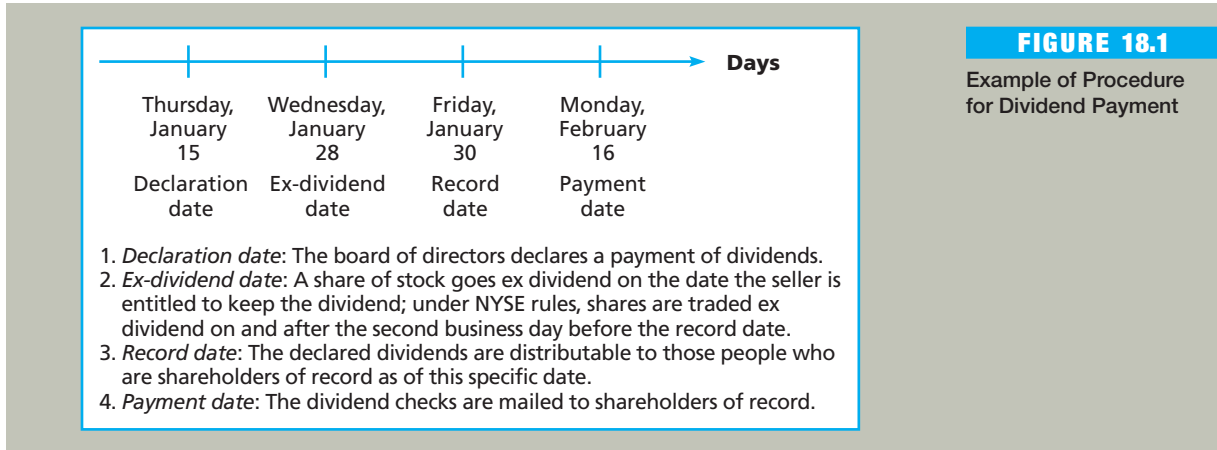 FIGURE 18.1
Example of Procedure
for Dividend Payment
Days
Thursday,
January
15
Wednesday,
January
28
Friday,
January
30
Monday,
February
16
Declaration
date
Ex-dividend
date
Record
date
Payment
date
1. Declaration date: The board of directors declares a payment of dividends.
2. Ex-dividend date: A share of stock goes ex dividend on the date the seller is
entitled to keep the dividend; under NYSE rules, shares are traded ex
dividend on and after the second business day before the record date.
3. Record date: The declared dividends are distributable to those people who
are shareholders of record as of this specific date.
4. Payment date: The dividend checks are mailed to shareholders of record.